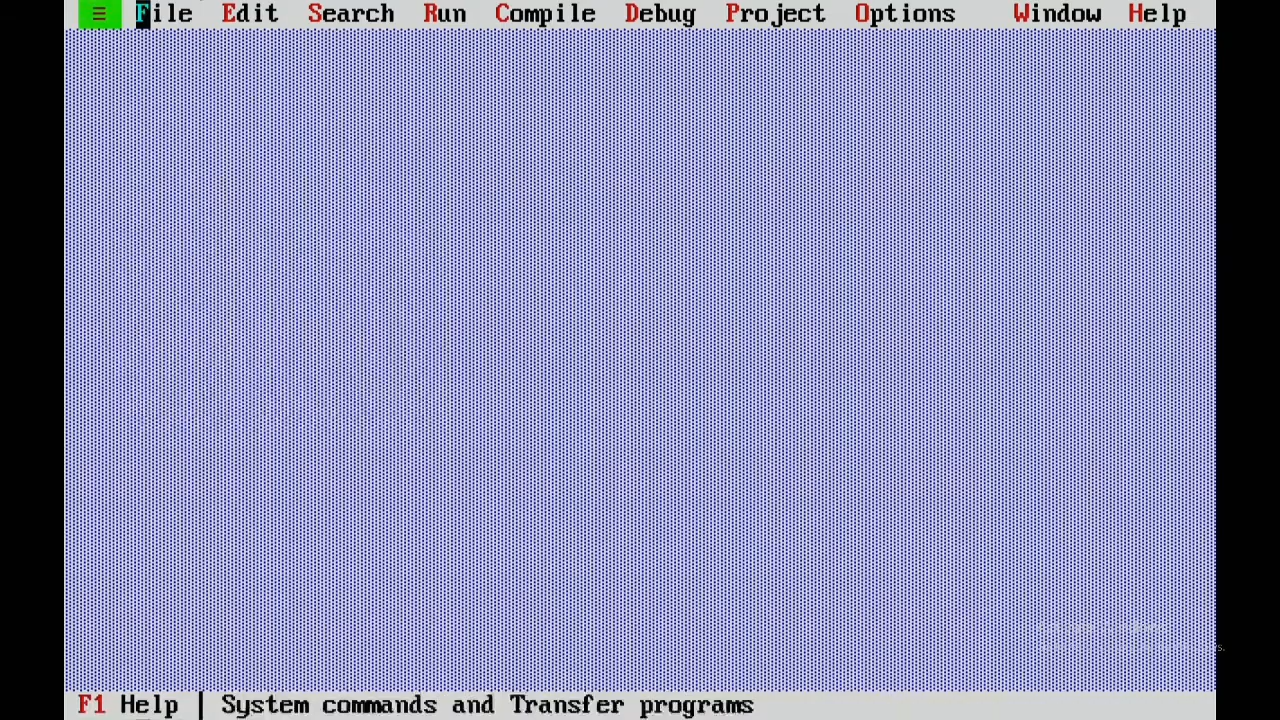 ≡ File Edit Search Run Compile Debug Project Options Window Help
F1 Help | System commands and Transfer programs